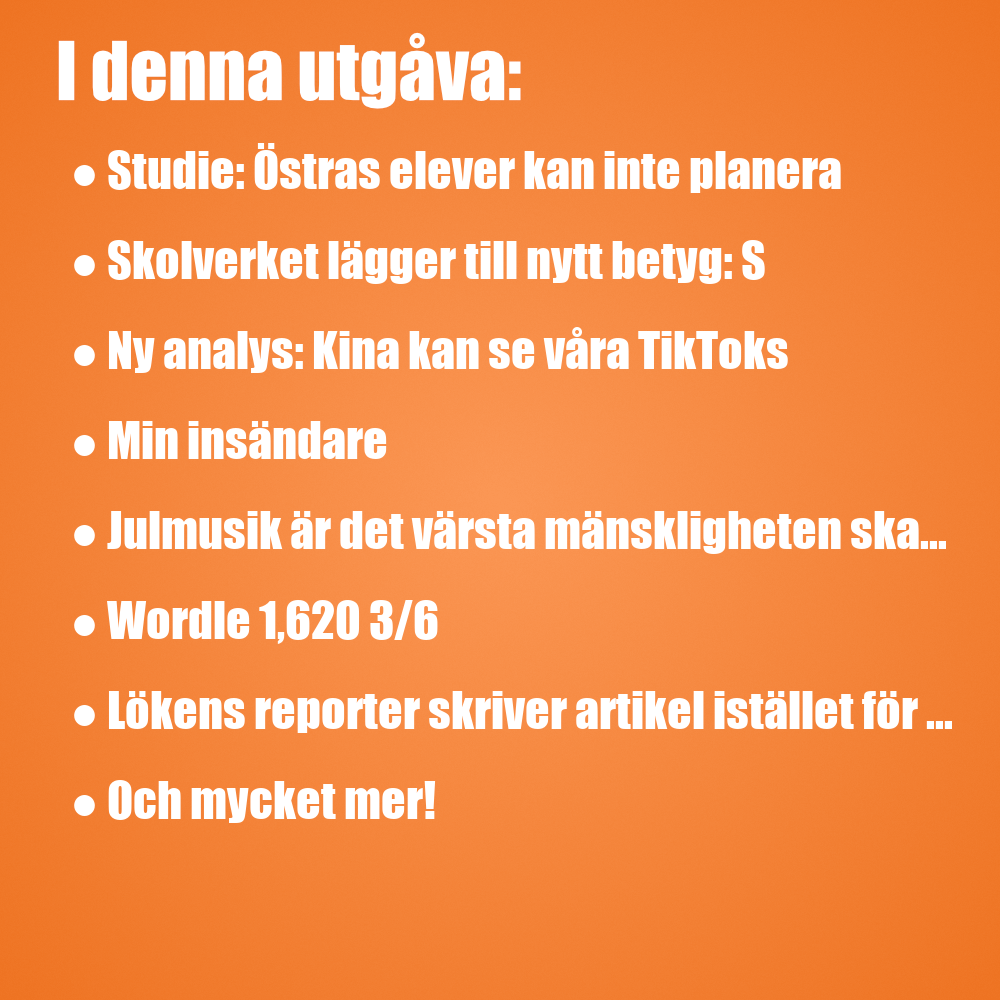 I denna utgåva:
• Studie: Östras elever kan inte planera
• Skolverket lägger till nytt betyg: S
• Ny analys: Kina kan se våra TikToks
• Min insändare
• Julmusik är det värsta mänskligheten ska...
• Wordle 1,620 3/6
• Lökens reporter skriver artikel istället för ...
• Och mycket mer!